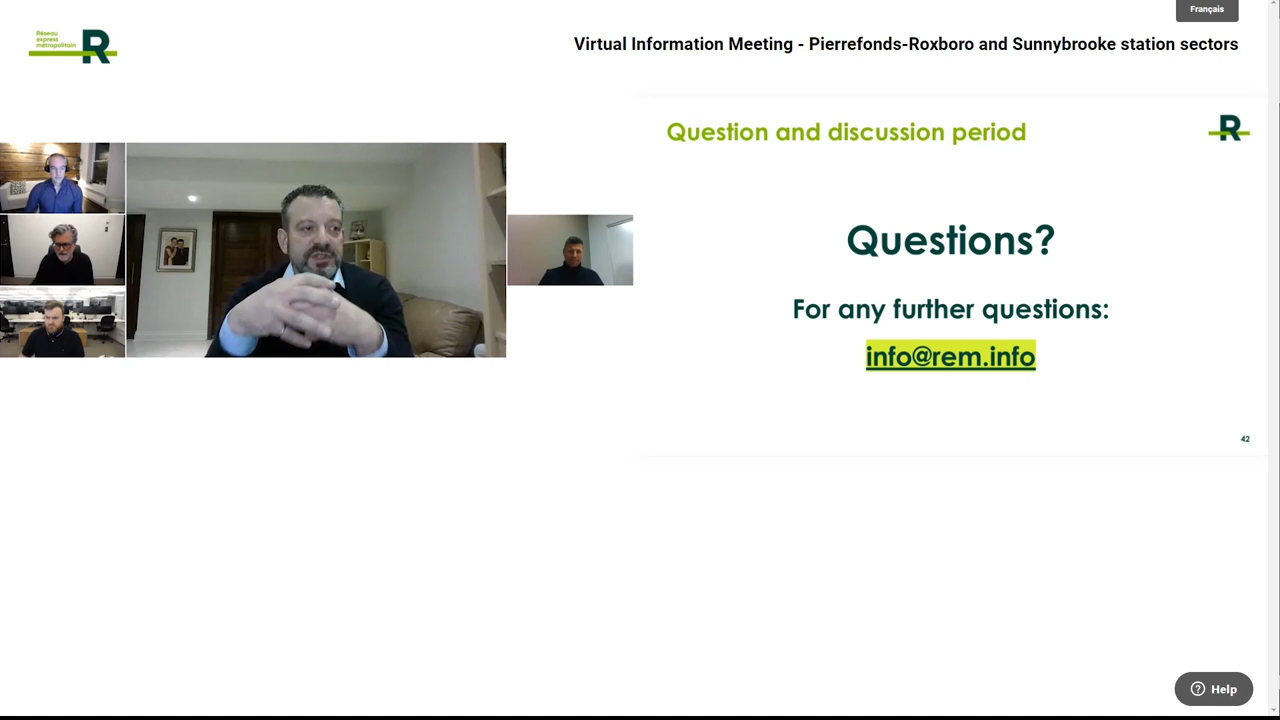 Français
Réseau
express
métropolitain
R
Virtual Information Meeting - Pierrefonds-Roxboro and Sunnybrooke station sectors
Question and discussion period
R
Questions?
For any further questions:
info@rem.info
42
? Help